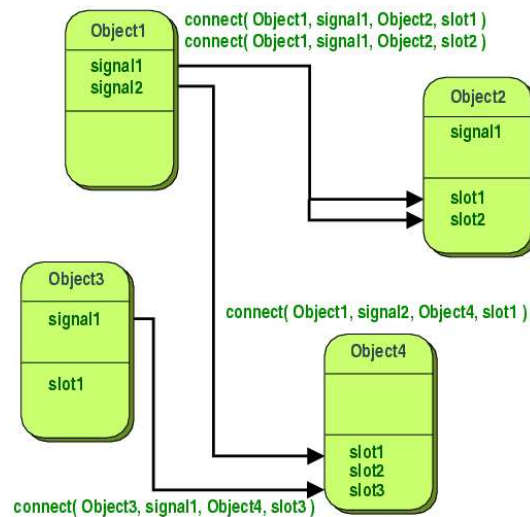 Object1
signal1
signal2
connect( Object1, signal1, Object2, slot1 )
connect( Object1, signal1, Object2, slot2 )
Object2
signal1
slot1
slot2
Object3
signal1
slot1
connect( Object1, signal2, Object4, slot1 )
Object4
slot1
slot2
slot3
connect( Object3, signal1, Object4, slot3 )